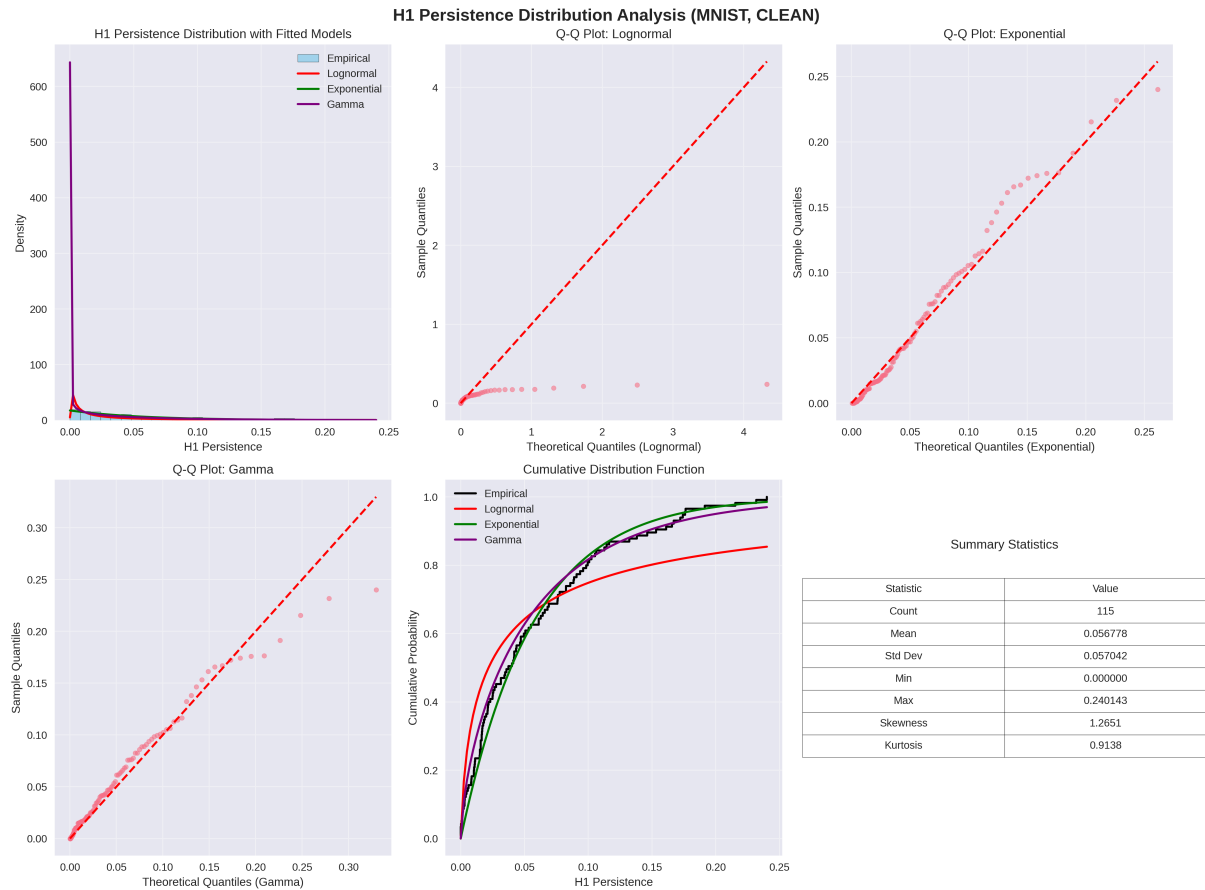 H1 Persistence Distribution Analysis (MNIST, CLEAN)
H1 Persistence Distribution with Fitted Models
Density
600
500
400
300
200
100
0
0.00 0.05 0.10 0.15 0.20 0.25
H1 Persistence
Empirical
Lognormal
Exponential
Gamma
Q-Q Plot: Lognormal
Sample Quantiles
4
3
2
1
0
0 1 2 3 4
Theoretical Quantiles (Lognormal)
Q-Q Plot: Exponential
Sample Quantiles
0.25
0.20
0.15
0.10
0.05
0.00
0.00 0.05 0.10 0.15 0.20 0.25
Theoretical Quantiles (Exponential)
Q-Q Plot: Gamma
Sample Quantiles
0.30
0.25
0.20
0.15
0.10
0.05
0.00
0.00 0.05 0.10 0.15 0.20 0.25 0.30
Theoretical Quantiles (Gamma)
Cumulative Distribution Function
Cumulative Probability
1.0
0.8
0.6
0.4
0.2
0.0
0.00 0.05 0.10 0.15 0.20 0.25
H1 Persistence
Empirical
Lognormal
Exponential
Gamma
Summary Statistics
Statistic Value
Count 115
Mean 0.056778
Std Dev 0.057042
Min 0.000000
Max 0.240143
Skewness 1.2651
Kurtosis 0.9138